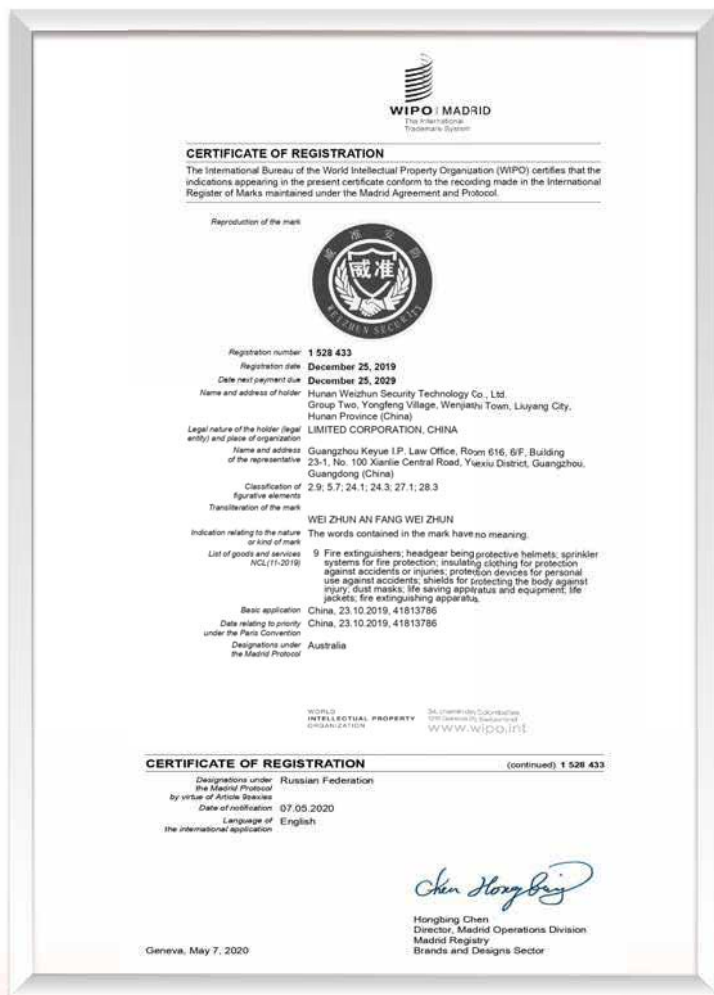 WIPO | MADRID
The International
Trademark System
CERTIFICATE OF REGISTRATION
The International Bureau of the World Intellectual Property Organization (WIPO) certifies that the
indications appearing in the present certificate conform to the recording made in the International
Register of Marks maintained under the Madrid Agreement and Protocol.
Reproduction of the mark
威准安防
威准
WEIZHUN SECURITY
Registration number 1 528 433
Registration date December 25, 2019
Date next payment due December 25, 2029
Name and address of holder Hunan Weizhun Security Technology Co., Ltd.
Group Two, Yongfeng Village, Wenjiashi Town, Liuyang City,
Hunan Province (China)
Legal nature of the holder (legal LIMITED CORPORATION, CHINA
entity) and place of organization
Name and address Guangzhou Keyue I.P. Law Office, Room 616, 6/F, Building
of the representative 23-1, No. 100 Xianlie Central Road, Yuexiu District, Guangzhou,
Guangdong (China)
Classification of 2.9; 5.7; 24.1; 24.3; 27.1; 28.3
figurative elements
Transliteration of the mark
WEI ZHUN AN FANG WEI ZHUN
Indication relating to the nature The words contained in the mark have no meaning.
or kind of mark
List of goods and services 9 Fire extinguishers; headgear being protective helmets; sprinkler
NCL(11-2019) systems for fire protection; insulating clothing for protection
against accidents or injuries; protection devices for personal
use against accidents; shields for protecting the body against
injury; dust masks; life saving apparatus and equipment; life
jackets; fire extinguishing apparatus.
Basic application China, 23.10.2019, 41813786
Date relating to priority China, 23.10.2019, 41813786
under the Paris Convention
Designations under Australia
the Madrid Protocol
WORLD
INTELLECTUAL PROPERTY
ORGANIZATION
34, chemin des Colombettes
1211 Geneva 20, Switzerland
www.wipo.int
CERTIFICATE OF REGISTRATION (continued) 1 528 433
Designations under Russian Federation
the Madrid Protocol
by virtue of Article 9sexies
Date of notification 07.05.2020
Language of English
the international application
Chen Hongbing
Hongbing Chen
Director, Madrid Operations Division
Madrid Registry
Brands and Designs Sector
Geneva, May 7, 2020